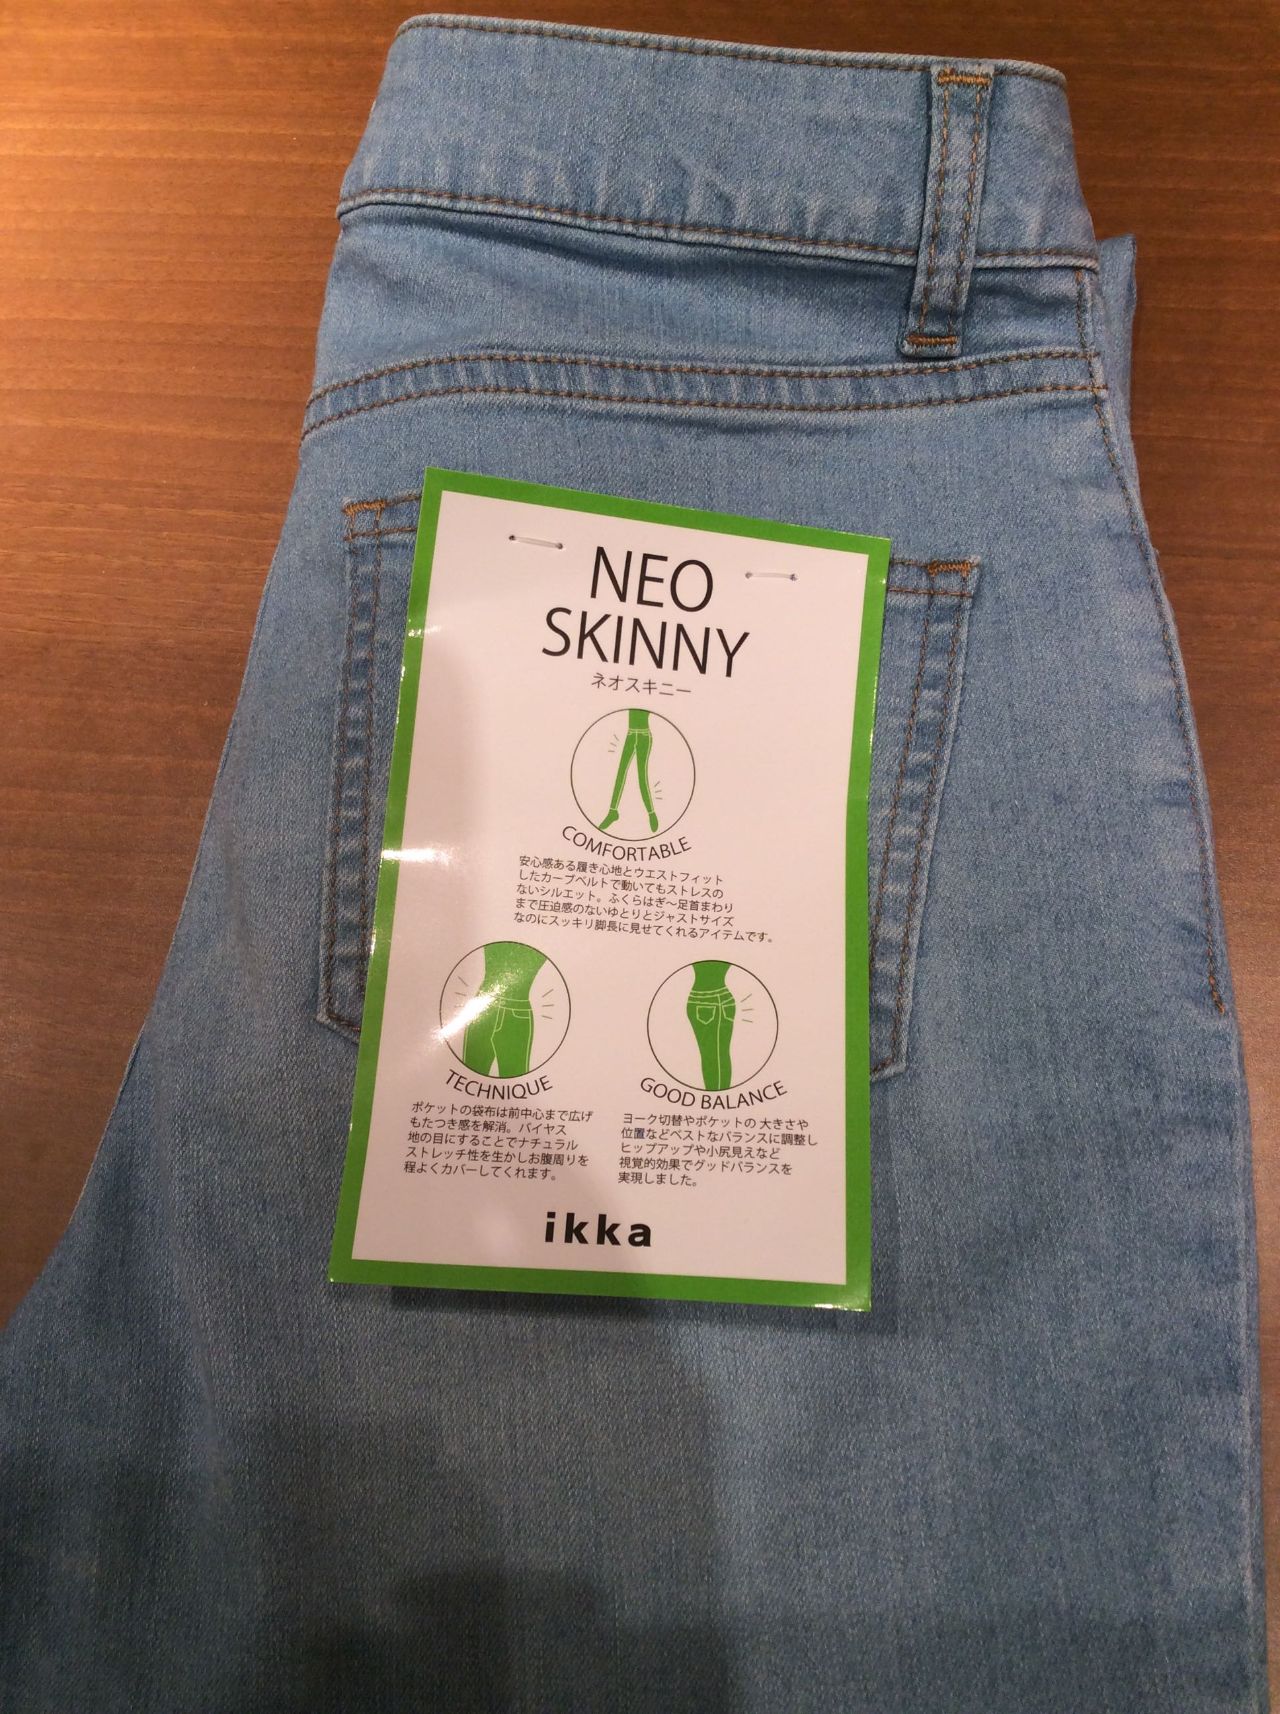 NEO
SKINNY
ネオスキニー
COMFORTABLE
安心感ある履き心地とウエストフィット
したカーブベルトで動いてもストレスの
ないシルエット。ふくらはぎ〜足首まわり
まで圧迫感のないゆとりとジャストサイズ
なのにスッキリ脚長に見せてくれるアイテムです。
TECHNIQUE
ポケットの袋布は前中心まで広げ
もたつき感を解消。バイヤス
地の目にすることでナチュラル
ストレッチ性を生かしお腹周りを
程よくカバーしてくれます。
GOOD BALANCE
ヨーク切替やポケットの 大きさや
位置などベストなバランスに調整し
ヒップアップや小尻見えなど
視覚的効果でグッドバランスを
実現しました。
ikka